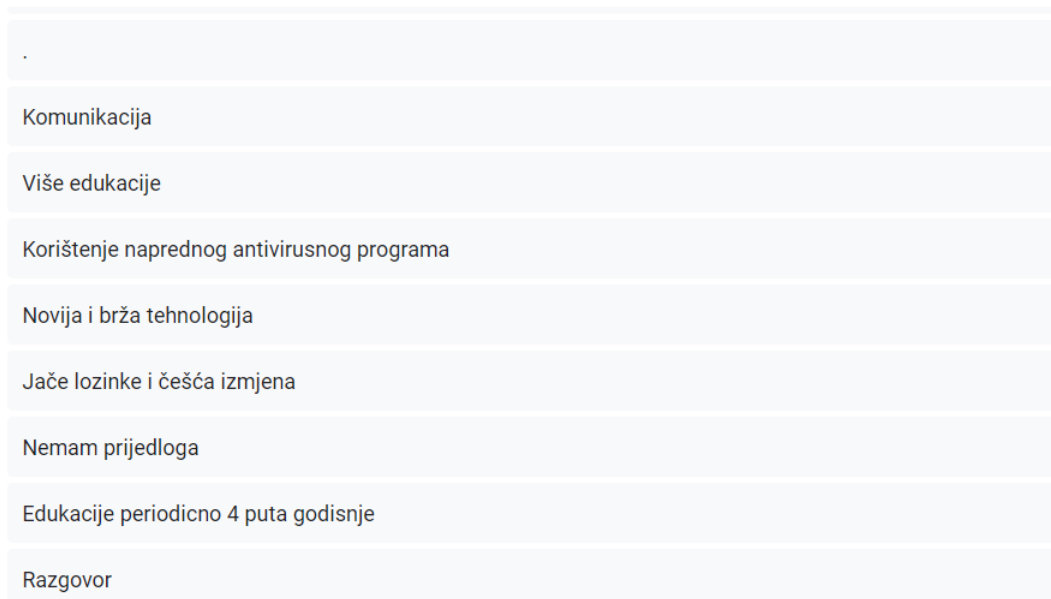 .
Komunikacija
Više edukacije
Korištenje naprednog antivirusnog programa
Novija i brža tehnologija
Jače lozinke i češća izmjena
Nemam prijedloga
Edukacije periodicno 4 puta godisnje
Razgovor